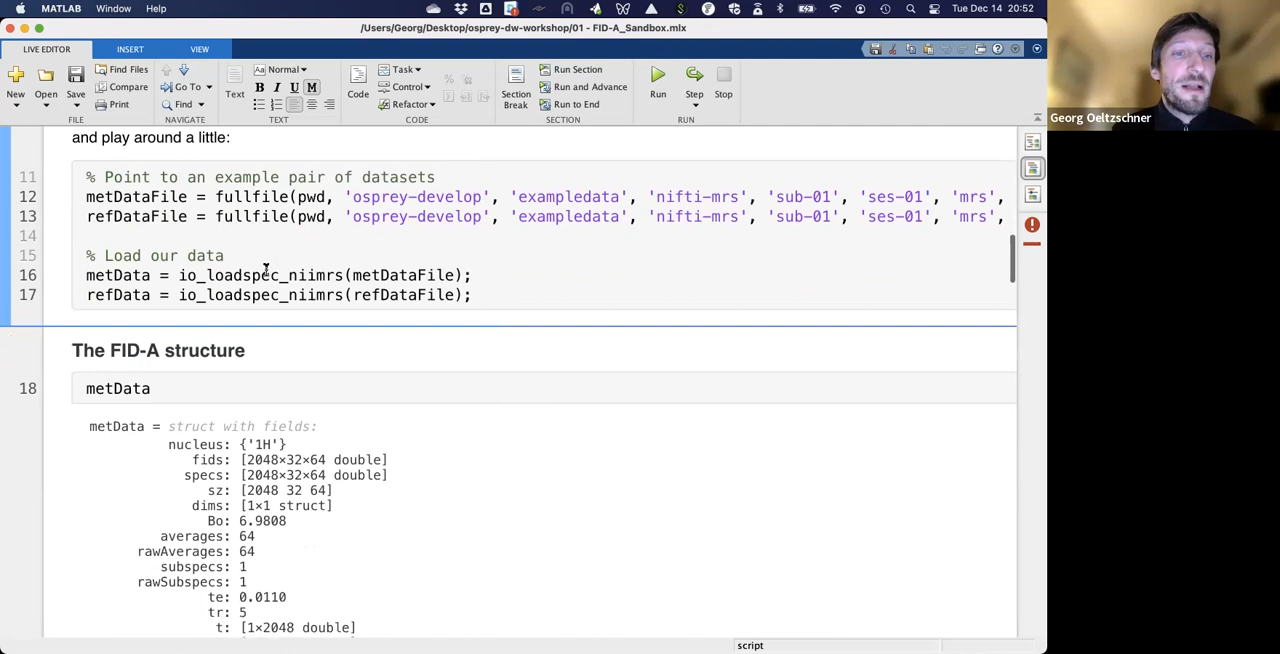 MATLAB Window Help
Tue Dec 14 20:52
/Users/Georg/Desktop/osprey-dw-workshop/01 - FID-A_Sandbox.mlx
LIVE EDITOR INSERT VIEW
New Open Save
Find Files
Compare
Print
Go To
Find
Normal
Text
B I U M
Code
Task
Control
Refactor
Section Break
Run Section
Run and Advance
Run to End
Run Step Stop
FILE NAVIGATE TEXT CODE SECTION RUN
Georg Oeltzschner
and play around a little:
11 % Point to an example pair of datasets
12 metDataFile = fullfile(pwd, 'osprey-develop', 'exampledata', 'nifti-mrs', 'sub-01', 'ses-01', 'mrs',
13 refDataFile = fullfile(pwd, 'osprey-develop', 'exampledata', 'nifti-mrs', 'sub-01', 'ses-01', 'mrs',
14
15 % Load our data
16 metData = io_loadspec_niimrs(metDataFile);
17 refData = io_loadspec_niimrs(refDataFile);
The FID-A structure
18 metData
metData = struct with fields:
nucleus: {'1H'}
fids: [2048×32×64 double]
specs: [2048×32×64 double]
sz: [2048 32 64]
dims: [1×1 struct]
Bo: 6.9808
averages: 64
rawAverages: 64
subspecs: 1
rawSubspecs: 1
te: 0.0110
tr: 5
t: [1×2048 double]
script